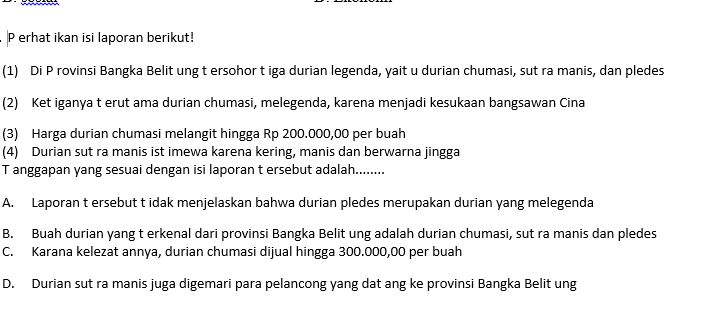 . P erhat ikan isi laporan berikut!
(1) Di P rovinsi Bangka Belit ung t ersohor t iga durian legenda, yait u durian chumasi, sut ra manis, dan pledes
(2) Ket iganya t erut ama durian chumasi, melegenda, karena menjadi kesukaan bangsawan Cina
(3) Harga durian chumasi melangit hingga Rp 200.000,00 per buah
(4) Durian sut ra manis ist imewa karena kering, manis dan berwarna jingga
T anggapan yang sesuai dengan isi laporan t ersebut adalah........
A. Laporan t ersebut t idak menjelaskan bahwa durian pledes merupakan durian yang melegenda
B. Buah durian yang t erkenal dari provinsi Bangka Belit ung adalah durian chumasi, sut ra manis dan pledes
C. Karana kelezat annya, durian chumasi dijual hingga 300.000,00 per buah
D. Durian sut ra manis juga digemari para pelancong yang dat ang ke provinsi Bangka Belit ung